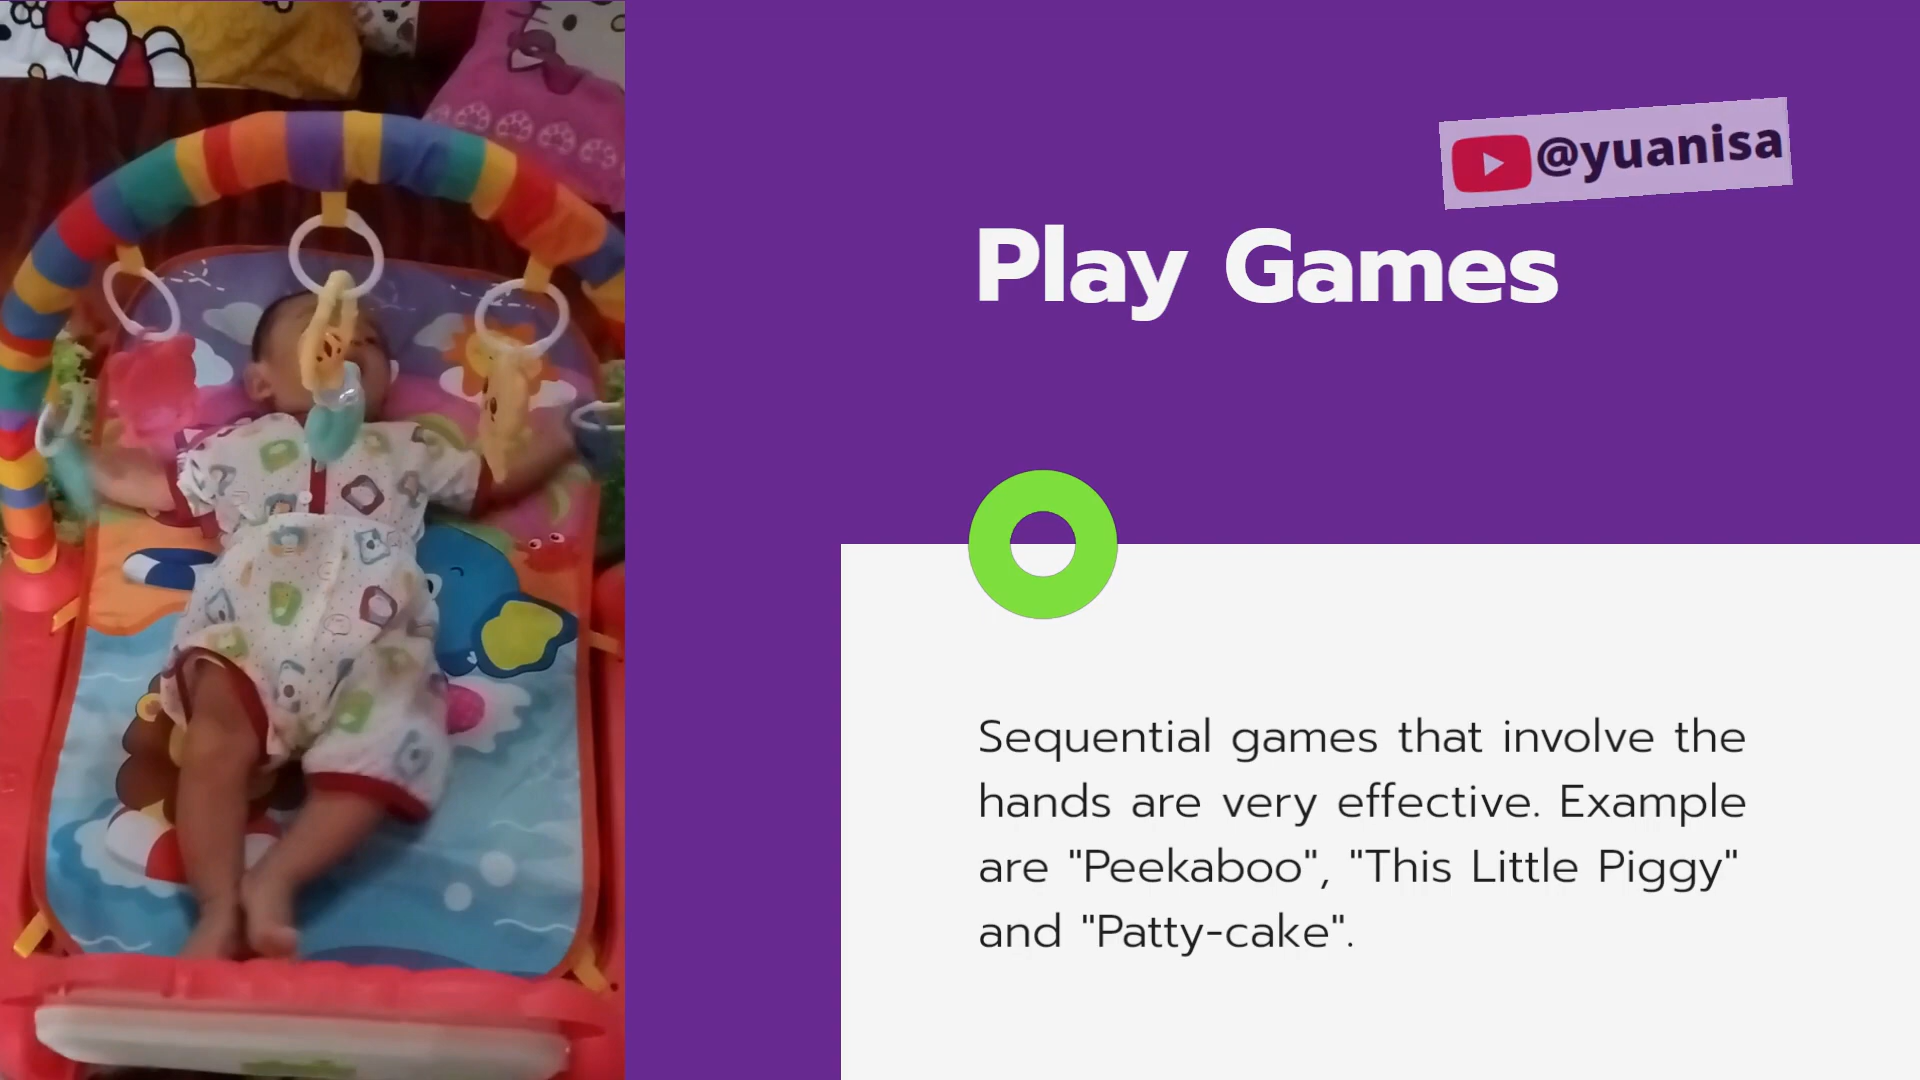 @yuanisa
Play Games
Sequential games that involve the
hands are very effective. Example
are "Peekaboo", "This Little Piggy"
and "Patty-cake".